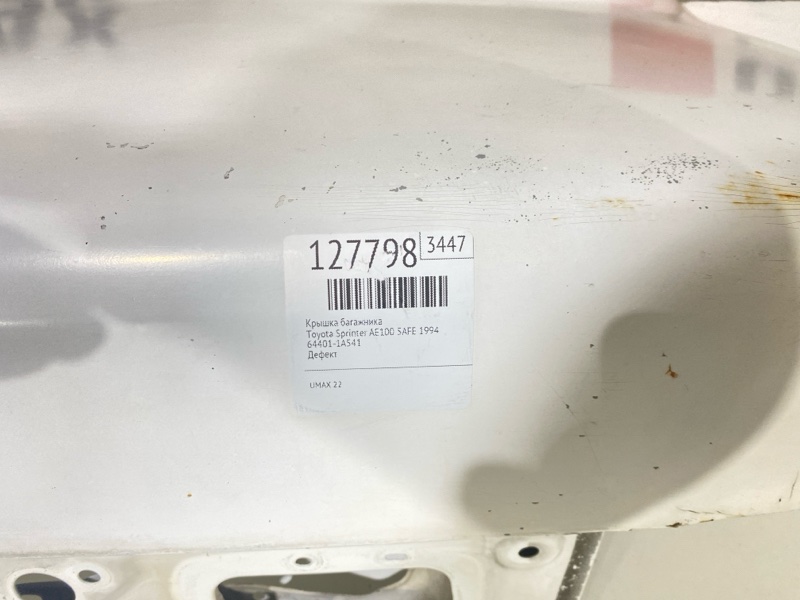 127798 3447
Крышка багажника
Toyota Sprinter AE100 5AFE 1994
64401-1A541
Дефект
UMAX 22